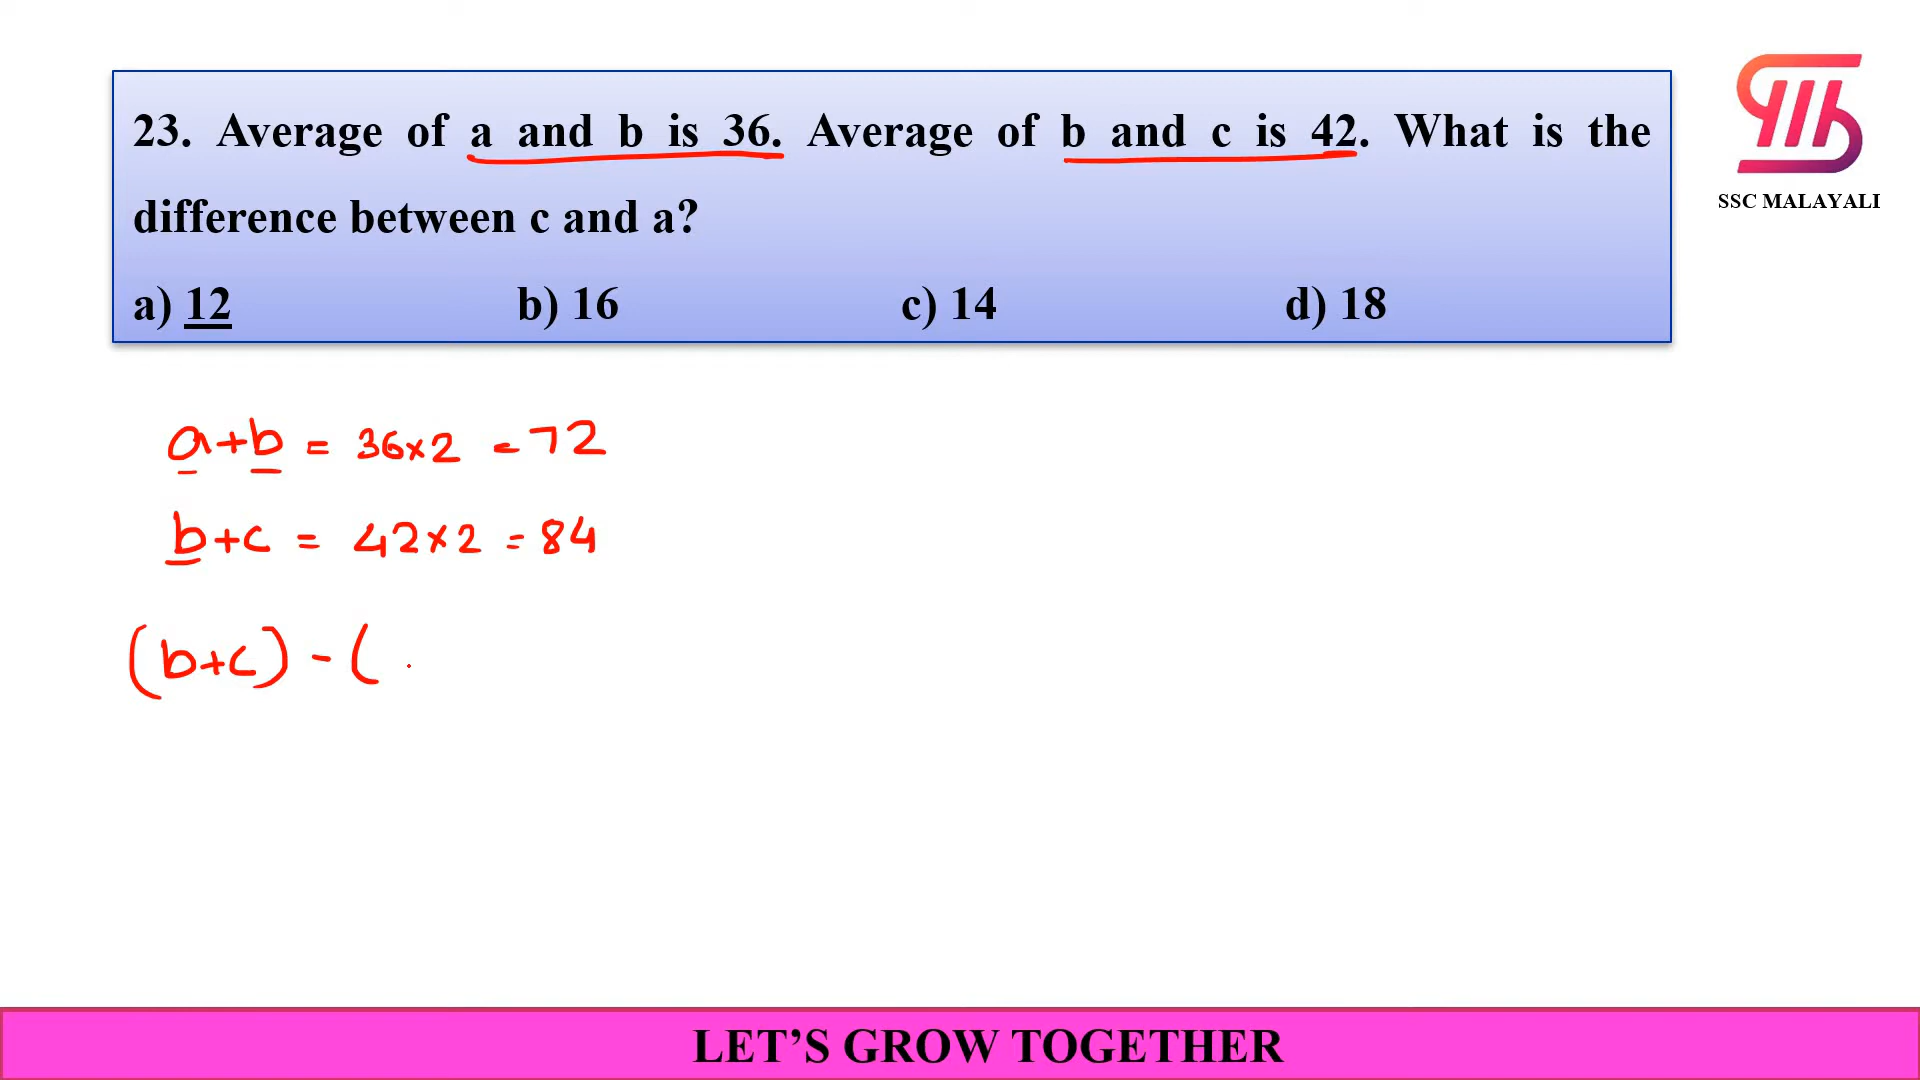 23. Average of a and b is 36. Average of b and c is 42. What is the
difference between c and a?
a) 12 b) 16 c) 14 d) 18
SSC MALAYALI
a+b = 36×2 = 72
b+c = 42×2 = 84
(b+c) - (
LET’S GROW TOGETHER